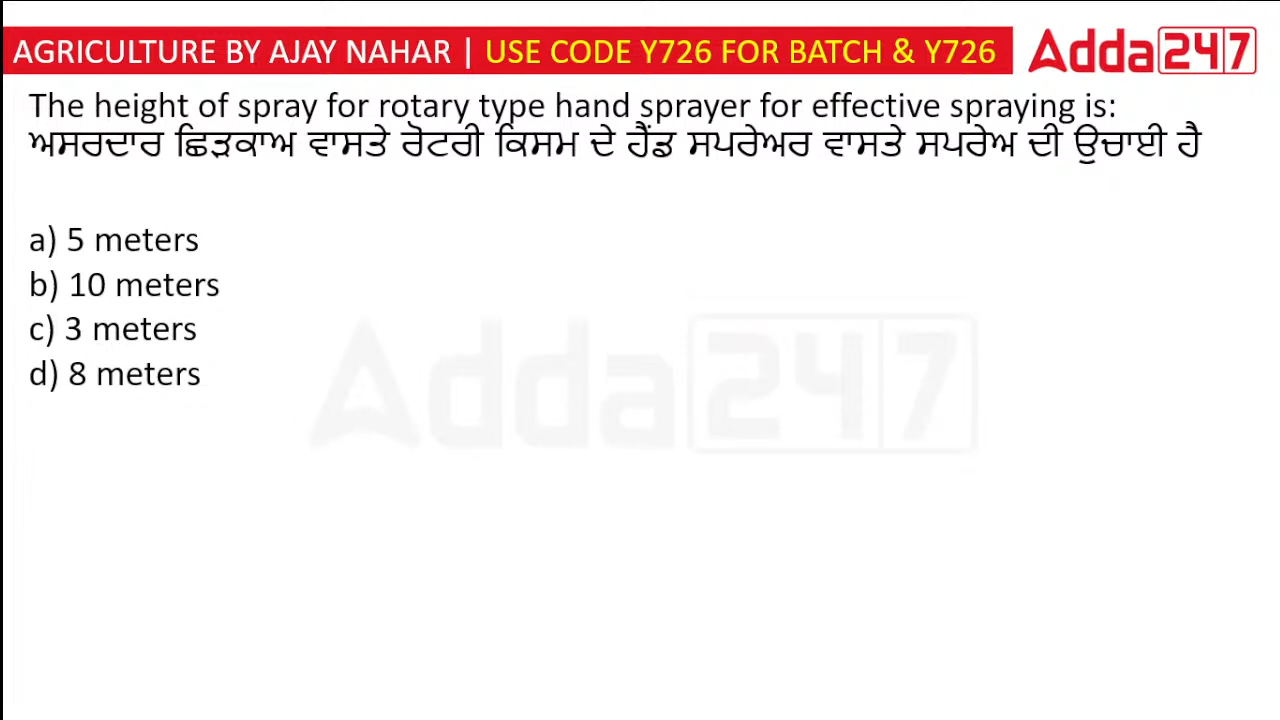 AGRICULTURE BY AJAY NAHAR | USE CODE Y726 FOR BATCH & Y726
Adda247
The height of spray for rotary type hand sprayer for effective spraying is:
ਅਸਰਦਾਰ ਛਿੜਕਾਅ ਵਾਸਤੇ ਰੋਟਰੀ ਕਿਸਮ ਦੇ ਹੈਂਡ ਸਪਰੇਅਰ ਵਾਸਤੇ ਸਪਰੇਅ ਦੀ ਉਚਾਈ ਹੈ
a) 5 meters
b) 10 meters
c) 3 meters
d) 8 meters
Adda247